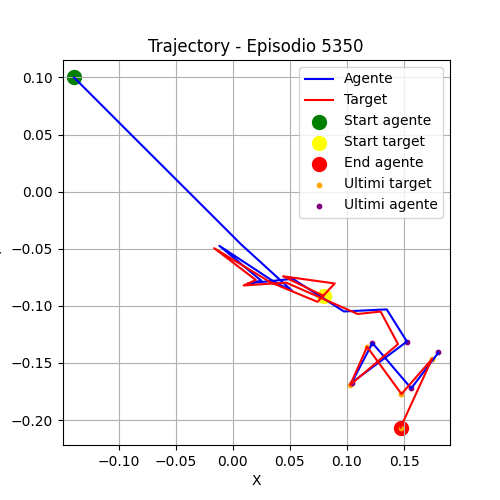 Trajectory - Episodio 5350
Agente
Target
Start agente
Start target
End agente
Ultimi target
Ultimi agente
0.10
0.05
0.00
−0.05
−0.10
−0.15
−0.20
−0.10
−0.05
0.00
0.05
0.10
0.15
X